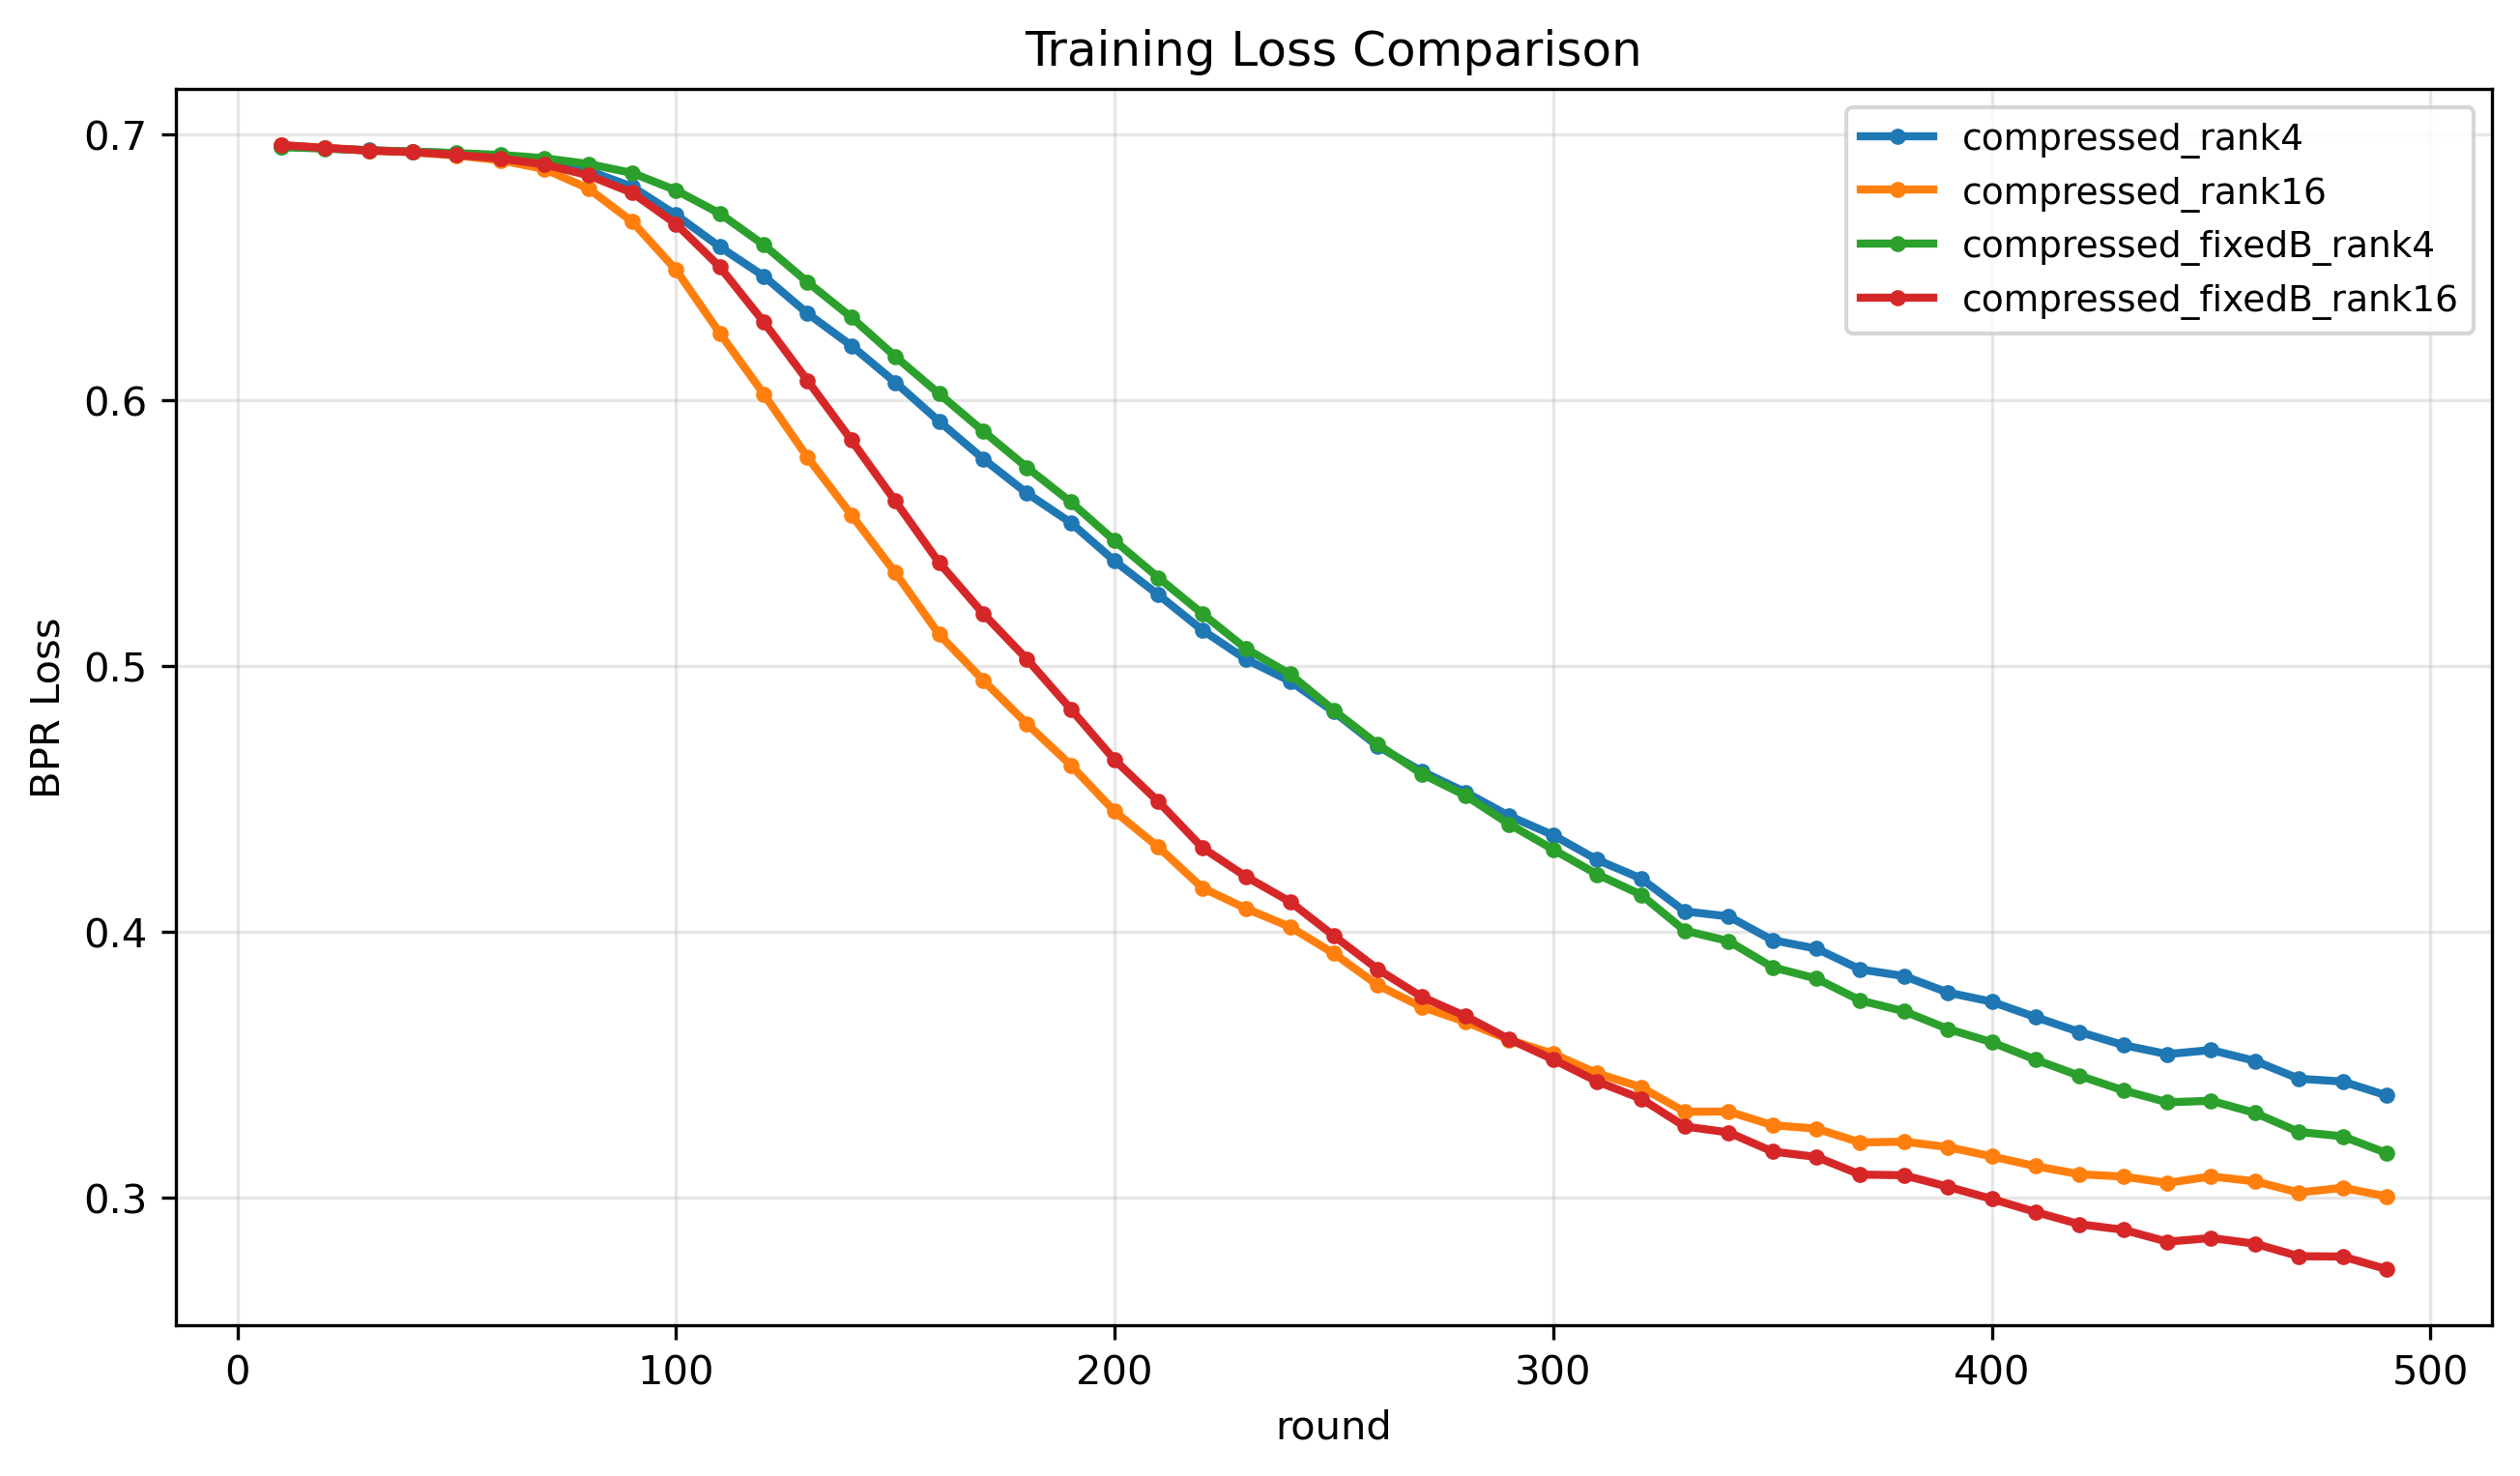 Training Loss Comparison
compressed_rank4
compressed_rank16
compressed_fixedB_rank4
compressed_fixedB_rank16
BPR Loss
0.7
0.6
0.5
0.4
0.3
0 100 200 300 400 500
round